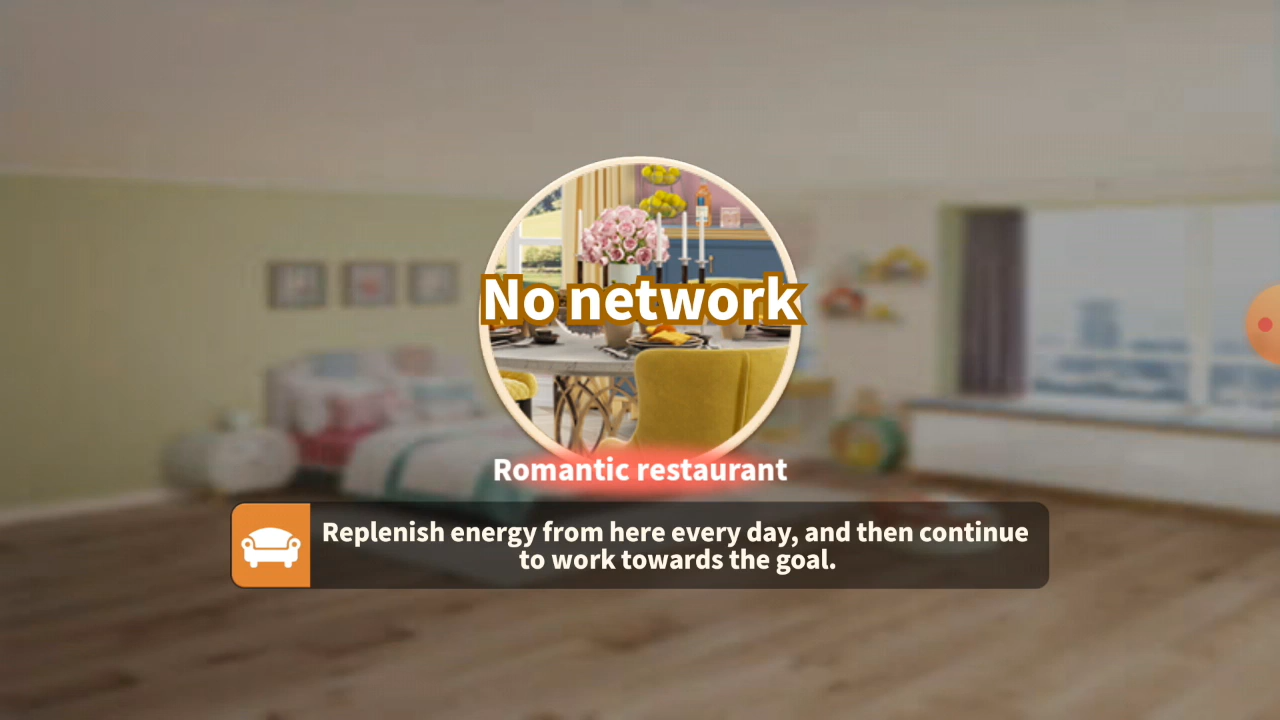 No network
Romantic restaurant
Replenish energy from here every day, and then continue
to work towards the goal.